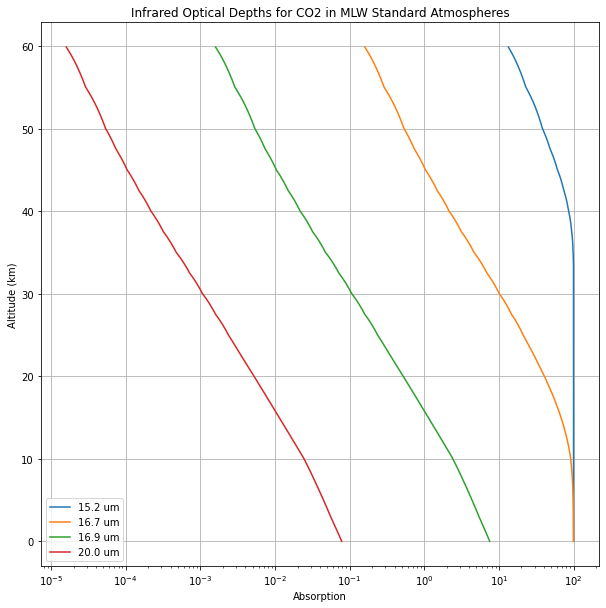 Infrared Optical Depths for CO2 in MLW Standard Atmospheres
60
50
40
30
20
10
0
Altitude (km)
15.2 um
16.7 um
16.9 um
20.0 um
10⁻⁵ 10⁻⁴ 10⁻³ 10⁻² 10⁻¹ 10⁰ 10¹ 10²
Absorption